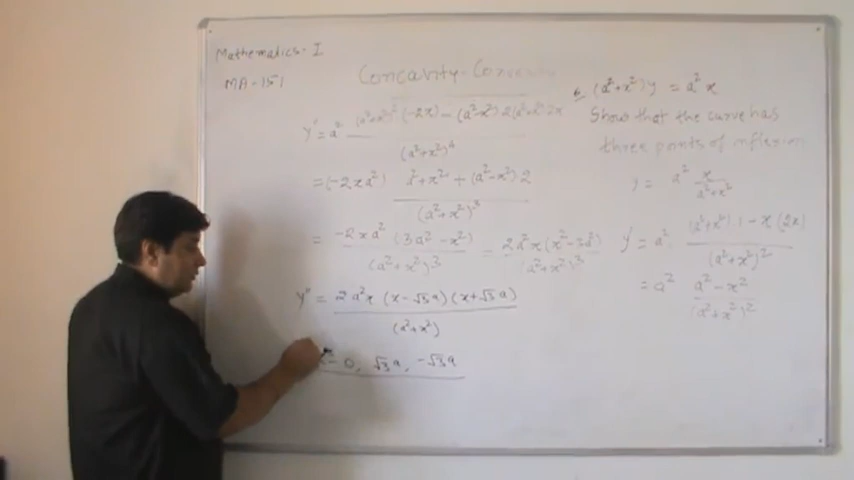 Mathematics - I
MA-151
Concavity-Convexity
y'' = a² (a²+x²)²·(-2x) - (a²-x²) 2(a²+x²)·2x
(a²+x²)⁴
= (-2xa²) a²+x² + (a²-x²) 2
(a²+x²)³
= -2xa² (3a²-x²) = 2a²x (x²-3a²)
(a²+x²)³ (a²+x²)³
y'' = 2a²x (x-√3a) (x+√3a)
(a²+x²)
0, √3a, -√3a
6. (a²+x²)y = a²x
Show that the curve has
three points of inflexion
y = a² x
a²+x²
y' = a² (a²+x²)·1 - x(2x)
(a²+x²)²
= a² a²-x²
(a²+x²)²